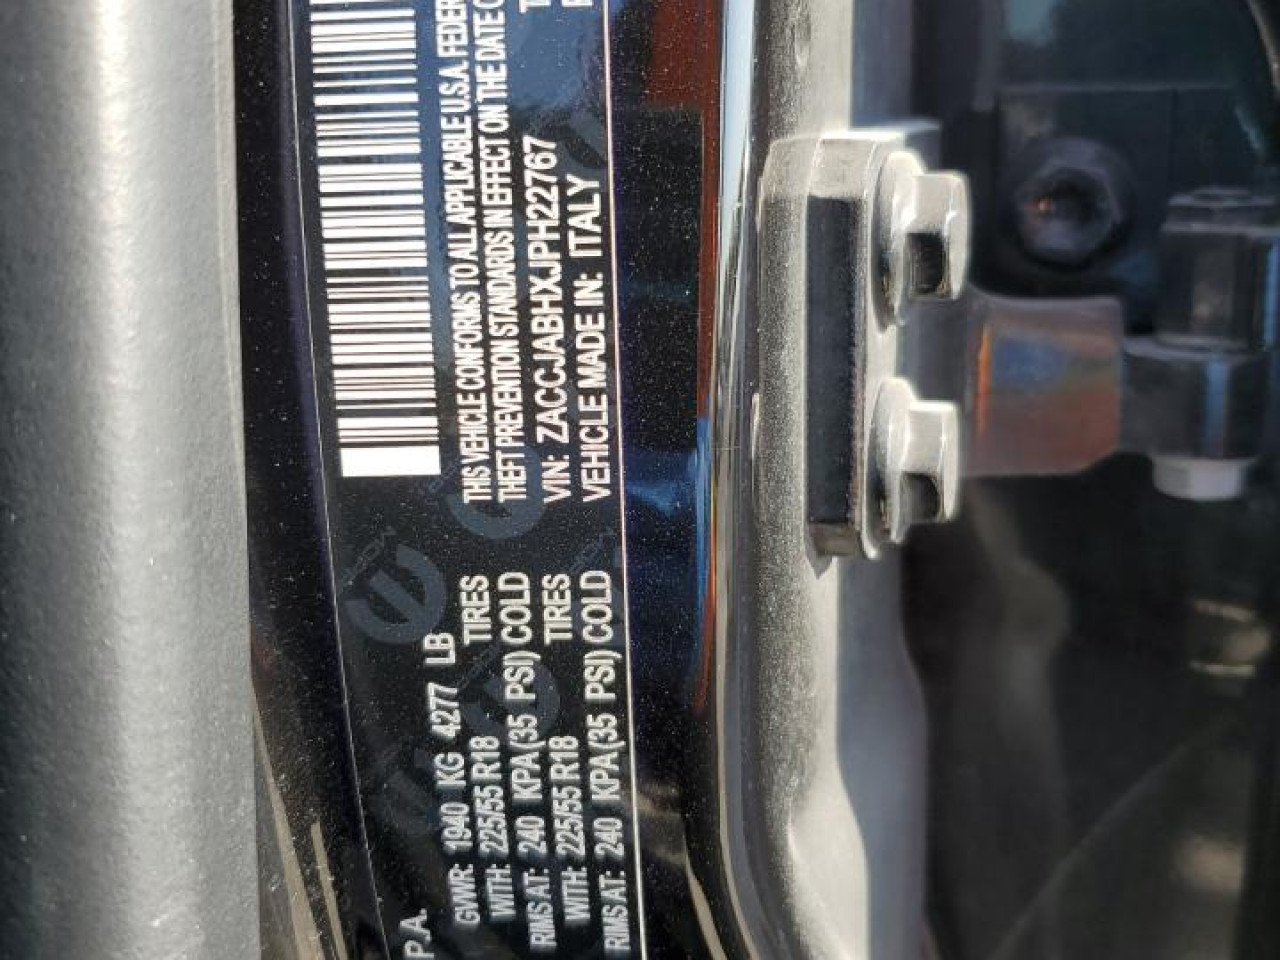 P.A.
GVWR: 1940 KG 4277 LB
WITH: 225/55 R18 TIRES
RIMS AT: 240 KPA (35 PSI) COLD
WITH: 225/55 R18 TIRES
RIMS AT: 240 KPA (35 PSI) COLD
THIS VEHICLE CONFORMS TO ALL APPLICABLE U.S.A. FEDER
THEFT PREVENTION STANDARDS IN EFFECT ON THE DATE O
VIN: ZACCJABHXJPH22767
VEHICLE MADE IN: ITALY